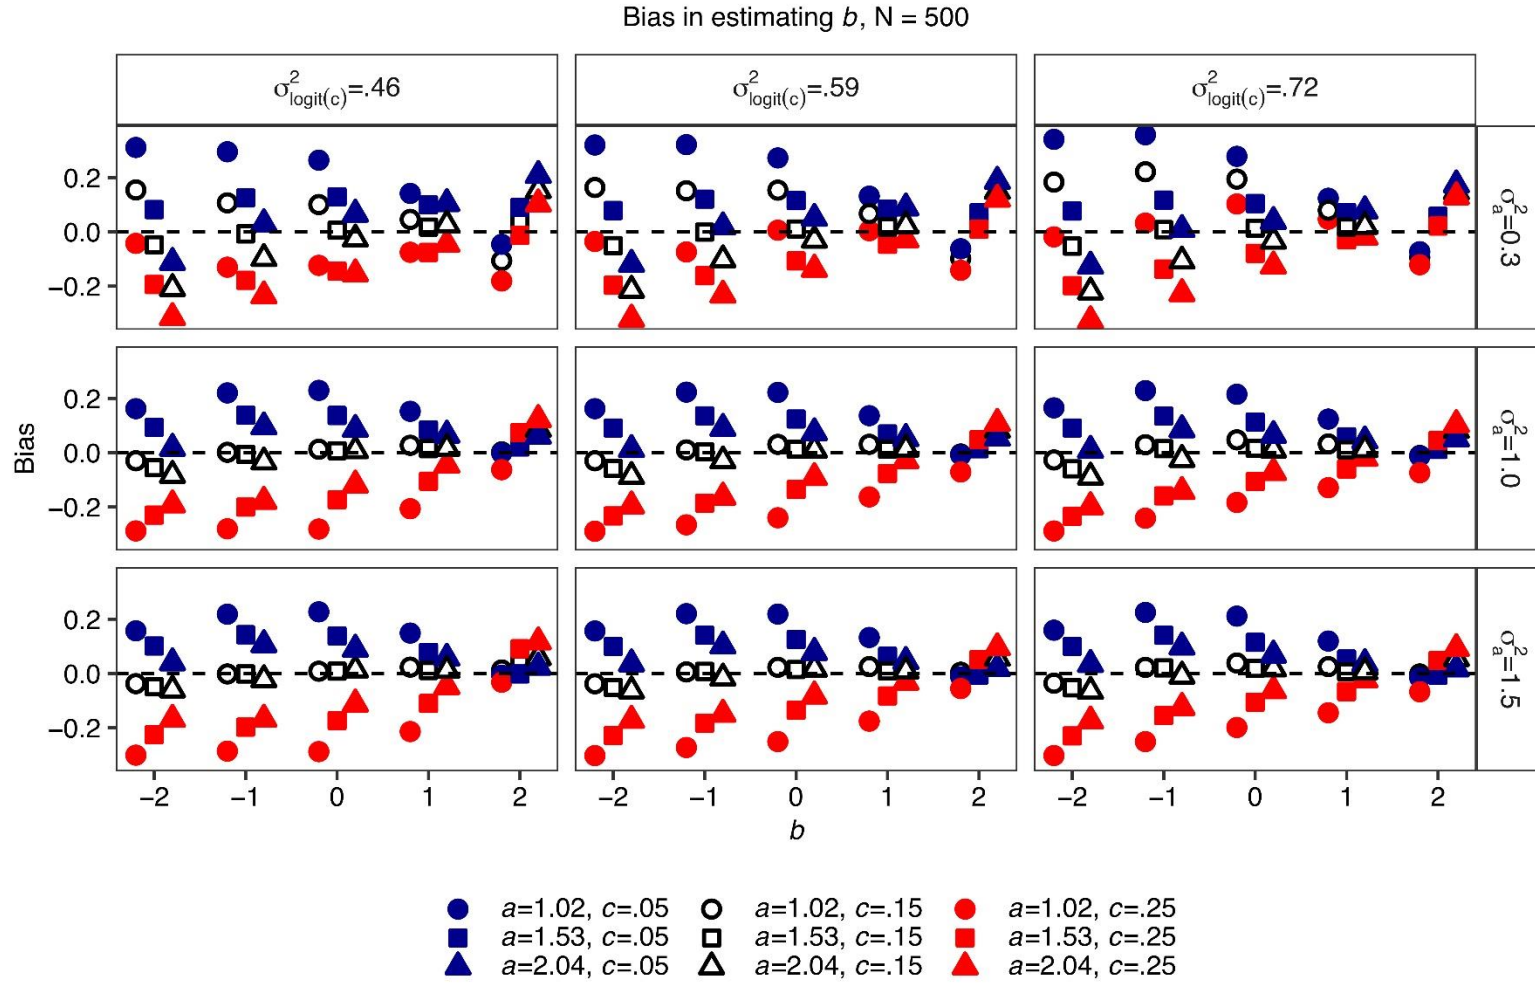 Bias in estimating b, N = 500
σ²logit(c)=.46 σ²logit(c)=.59 σ²logit(c)=.72
0.2
0.0
−0.2
σ²a=0.3
0.2
0.0
−0.2
σ²a=1.0
0.2
0.0
−0.2
σ²a=1.5
Bias
−2 −1 0 1 2 −2 −1 0 1 2 −2 −1 0 1 2
b
a=1.02, c=.05 a=1.02, c=.15 a=1.02, c=.25
a=1.53, c=.05 a=1.53, c=.15 a=1.53, c=.25
a=2.04, c=.05 a=2.04, c=.15 a=2.04, c=.25